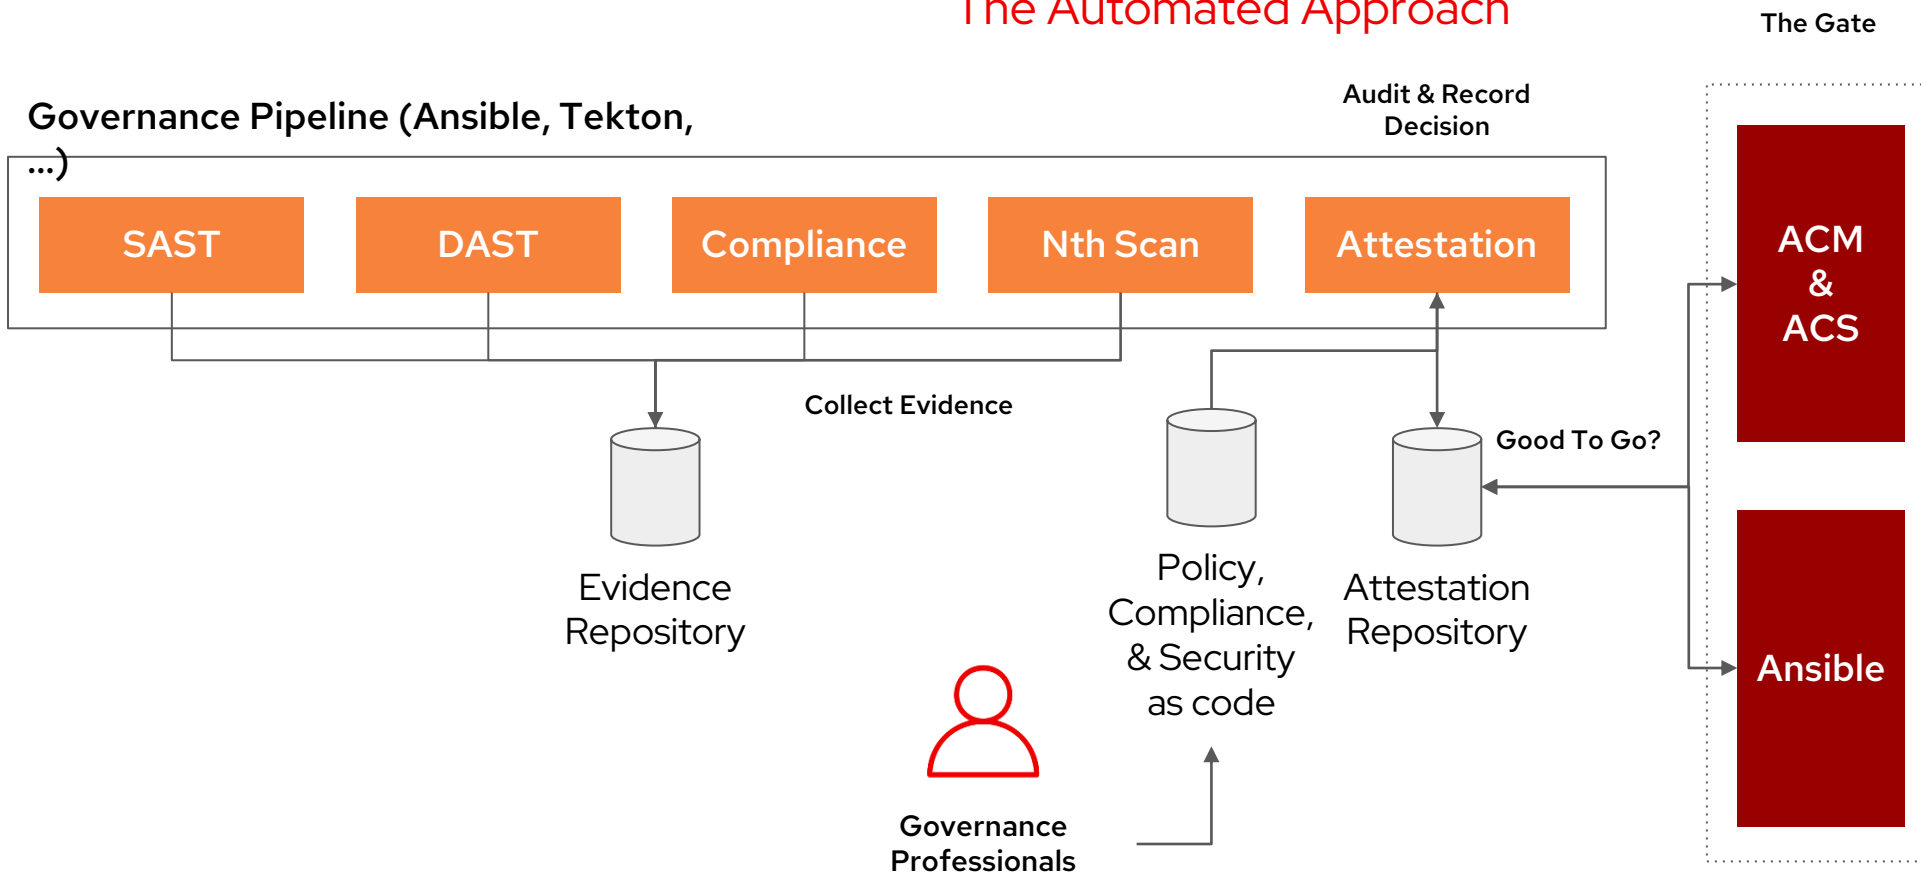 The Automated Approach
The Gate
Governance Pipeline (Ansible, Tekton,
...)
Audit & Record
Decision
SAST
DAST
Compliance
Nth Scan
Attestation
ACM
&
ACS
Collect Evidence
Good To Go?
Evidence
Repository
Policy,
Compliance,
& Security
as code
Attestation
Repository
Ansible
Governance
Professionals